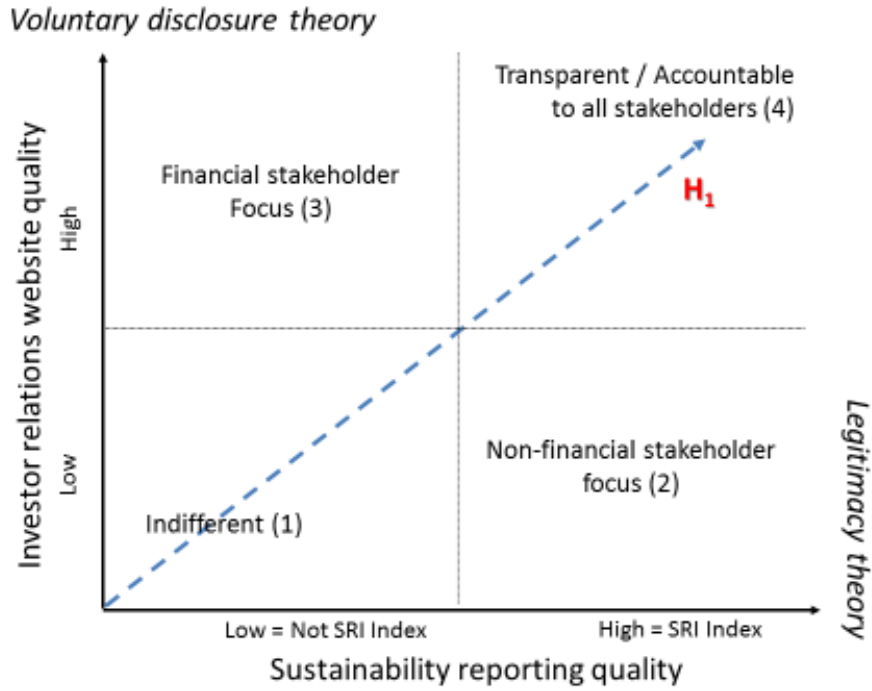 Voluntary disclosure theory
Transparent / Accountable
to all stakeholders (4)
Financial stakeholder
Focus (3)
H₁
Investor relations website quality
High
Low
Non-financial stakeholder
focus (2)
Indifferent (1)
Legitimacy theory
Low = Not SRI Index
High = SRI Index
Sustainability reporting quality